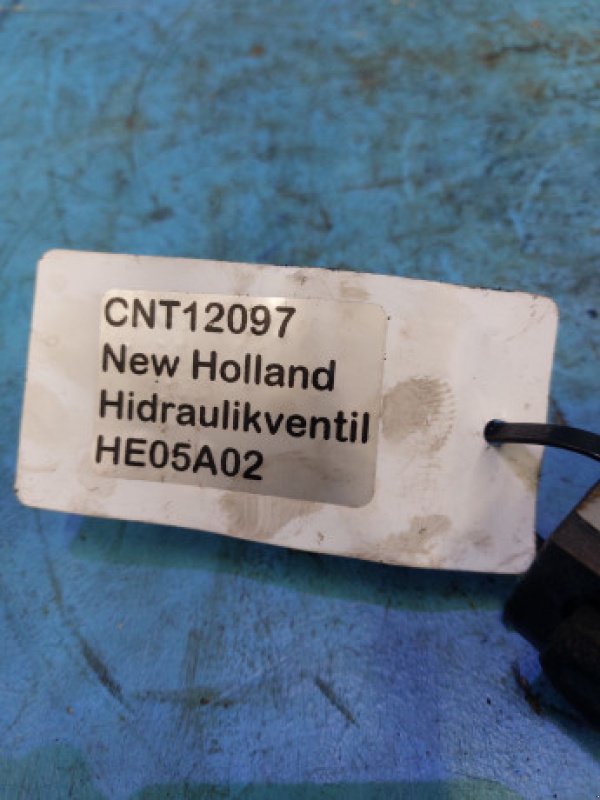 CNT12097
New Holland
Hidraulikventil
HE05A02